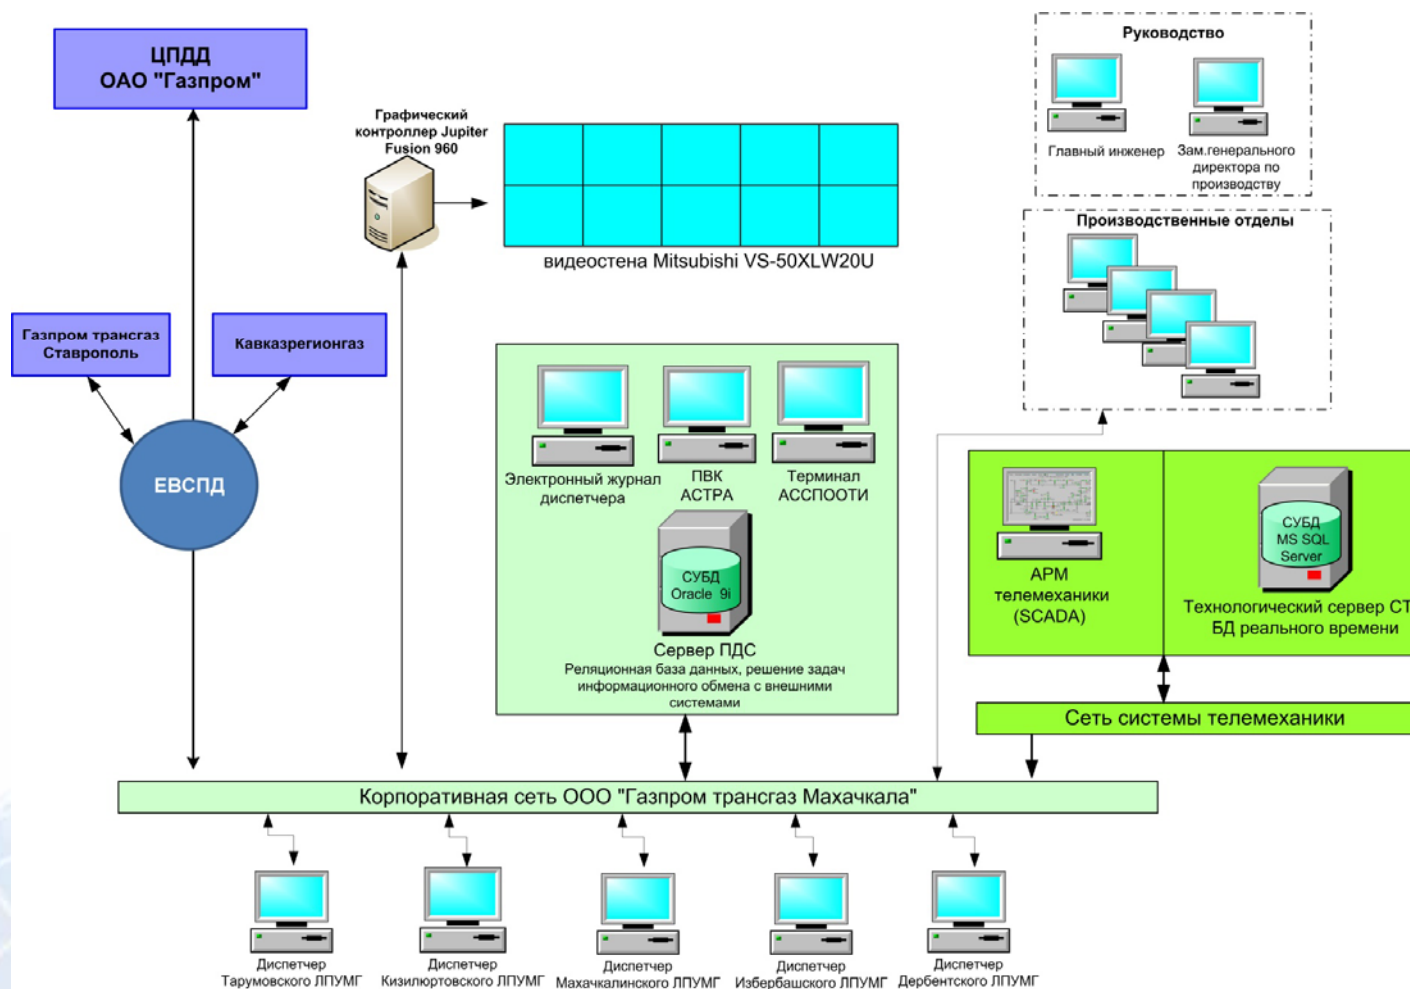 ЦПДД
ОАО "Газпром"
Графический
контроллер Jupiter
Fusion 960
видеостена Mitsubishi VS-50XLW20U
Руководство
Главный инженер
Зам.генерального
директора по
производству
Производственные отделы
Газпром трансгаз
Ставрополь
Кавказрегионгаз
ЕВСПД
Электронный журнал
диспетчера
ПВК
АСТРА
Терминал
АССПООТИ
СУБД
Oracle 9i
Сервер ПДС
Реляционная база данных, решение задач
информационного обмена с внешними
системами
АРМ
телемеханики
(SCADA)
СУБД
MS SQL
Server
Технологический сервер СТ
БД реального времени
Сеть системы телемеханики
Корпоративная сеть ООО "Газпром трансгаз Махачкала"
Диспетчер
Тарумовского ЛПУМГ
Диспетчер
Кизилюртовского ЛПУМГ
Диспетчер
Махачкалинского ЛПУМГ
Диспетчер
Избербашского ЛПУМГ
Диспетчер
Дербентского ЛПУМГ